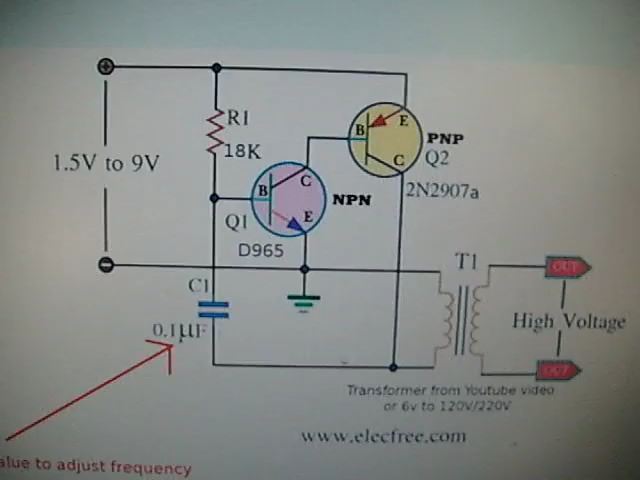 R1
18K
1.5V to 9V
B
C
E
Q1
D965
NPN
B
E
C
PNP
Q2
2N2907a
C1
0.1µF
T1
OUT
High Voltage
OUT
Transformer from Youtube video
or 6v to 120V/220V
www.elecfree.com
alue to adjust frequency